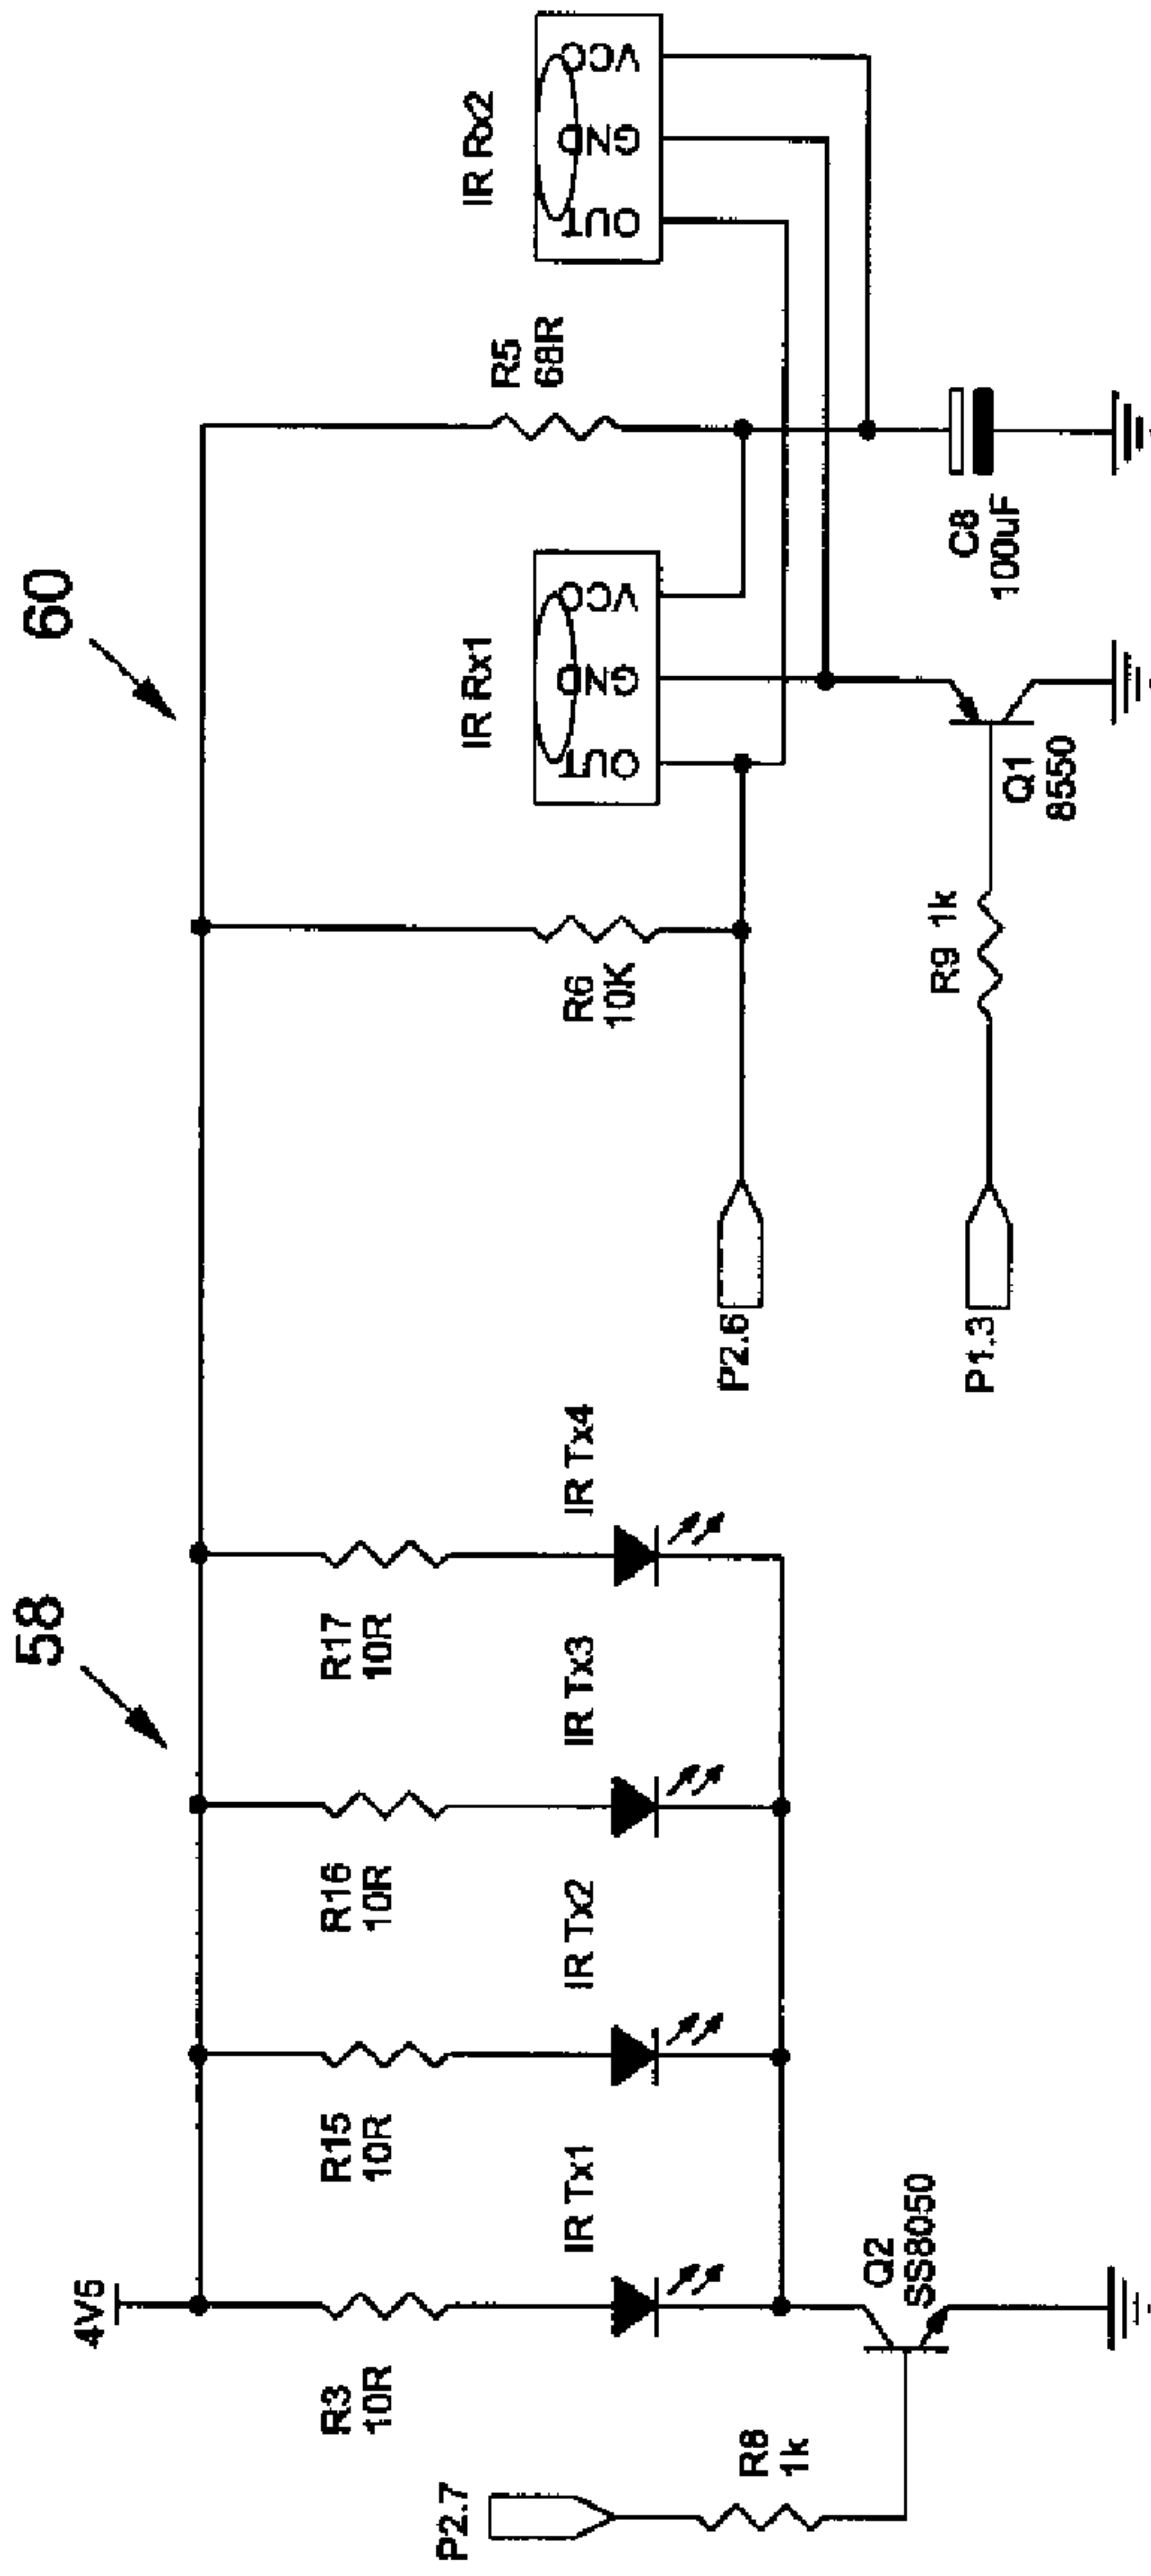 58
60
4V5
R3
10R
R15
10R
R16
10R
R17
10R
IR Tx1
IR Tx2
IR Tx3
IR Tx4
P2.7
R8
1k
Q2
SS8050
R6
10K
P2.6
P1.3
R9 1k
Q1
8550
IR Rx1
OUT
GND
VCC
R5
68R
C8
100uF
IR Rx2
OUT
GND
VCC